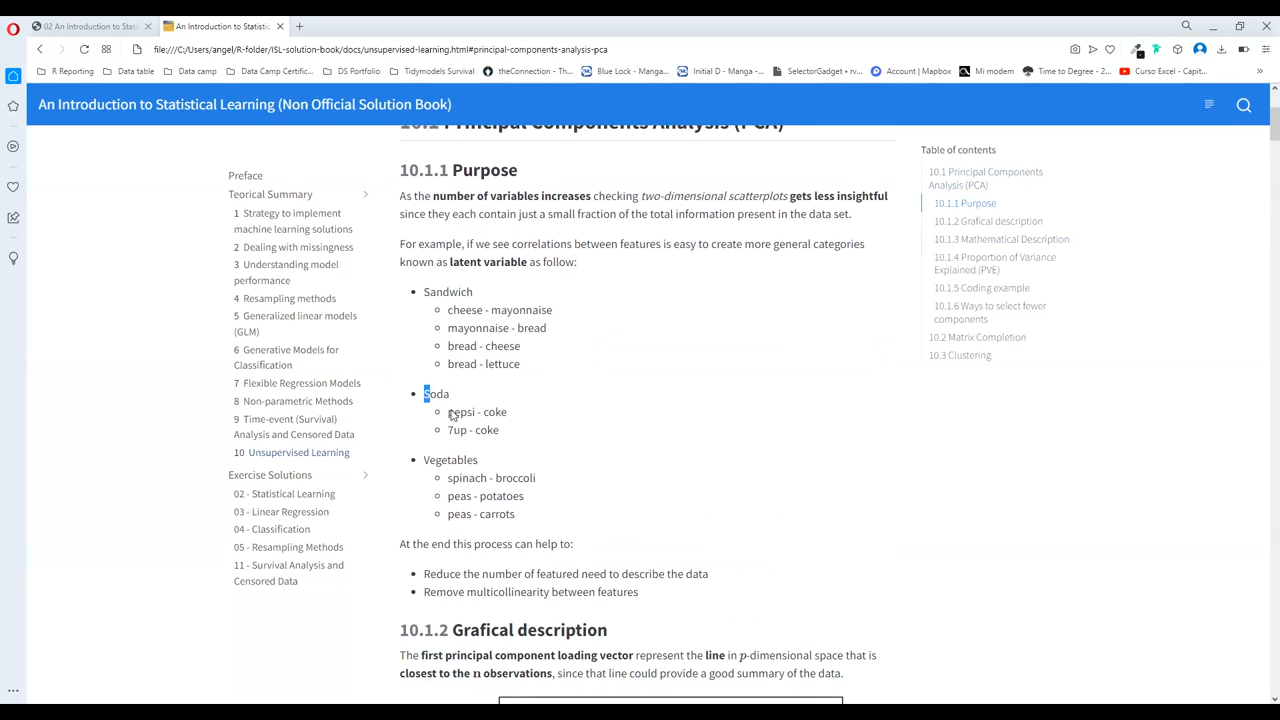 02 An Introduction to Stati
An Introduction to Statistic
file:///C:/Users/angel/R-folder/ISL-solution-book/docs/unsupervised-learning.html#principal-components-analysis-pca
R Reporting
Data table
Data camp
Data Camp Certific...
DS Portfolio
Tidymodels Survival
theConnection - Th...
Blue Lock - Manga...
Initial D - Manga -...
SelectorGadget • rv...
Account | Mapbox
Mi modem
Time to Degree - 2...
Curso Excel - Capit...
An Introduction to Statistical Learning (Non Official Solution Book)
Preface
Teorical Summary
1 Strategy to implement
machine learning solutions
2 Dealing with missingness
3 Understanding model
performance
4 Resampling methods
5 Generalized linear models
(GLM)
6 Generative Models for
Classification
7 Flexible Regression Models
8 Non-parametric Methods
9 Time-event (Survival)
Analysis and Censored Data
10 Unsupervised Learning
Exercise Solutions
02 - Statistical Learning
03 - Linear Regression
04 - Classification
05 - Resampling Methods
11 - Survival Analysis and
Censored Data
10.1 Principal Components Analysis (PCA)
10.1.1 Purpose
As the number of variables increases checking two-dimensional scatterplots gets less insightful
since they each contain just a small fraction of the total information present in the data set.
For example, if we see correlations between features is easy to create more general categories
known as latent variable as follow:
Sandwich
cheese - mayonnaise
mayonnaise - bread
bread - cheese
bread - lettuce
Soda
pepsi - coke
7up - coke
Vegetables
spinach - broccoli
peas - potatoes
peas - carrots
At the end this process can help to:
Reduce the number of featured need to describe the data
Remove multicollinearity between features
10.1.2 Grafical description
The first principal component loading vector represent the line in p-dimensional space that is
closest to the n observations, since that line could provide a good summary of the data.
Table of contents
10.1 Principal Components
Analysis (PCA)
10.1.1 Purpose
10.1.2 Grafical description
10.1.3 Mathematical Description
10.1.4 Proportion of Variance
Explained (PVE)
10.1.5 Coding example
10.1.6 Ways to select fewer
components
10.2 Matrix Completion
10.3 Clustering